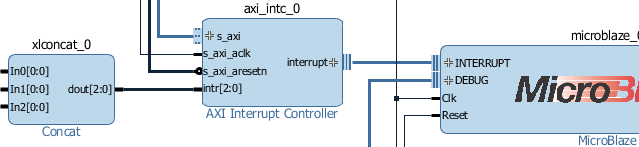 xlconcat_0
In0[0:0]
In1[0:0]
In2[0:0]
dout[2:0]
Concat
axi_intc_0
s_axi
s_axi_aclk
s_axi_aresetn
intr[2:0]
interrupt
AXI Interrupt Controller
microblaze_0
INTERRUPT
DEBUG
Clk
Reset
MicroBl
MicroBlaze